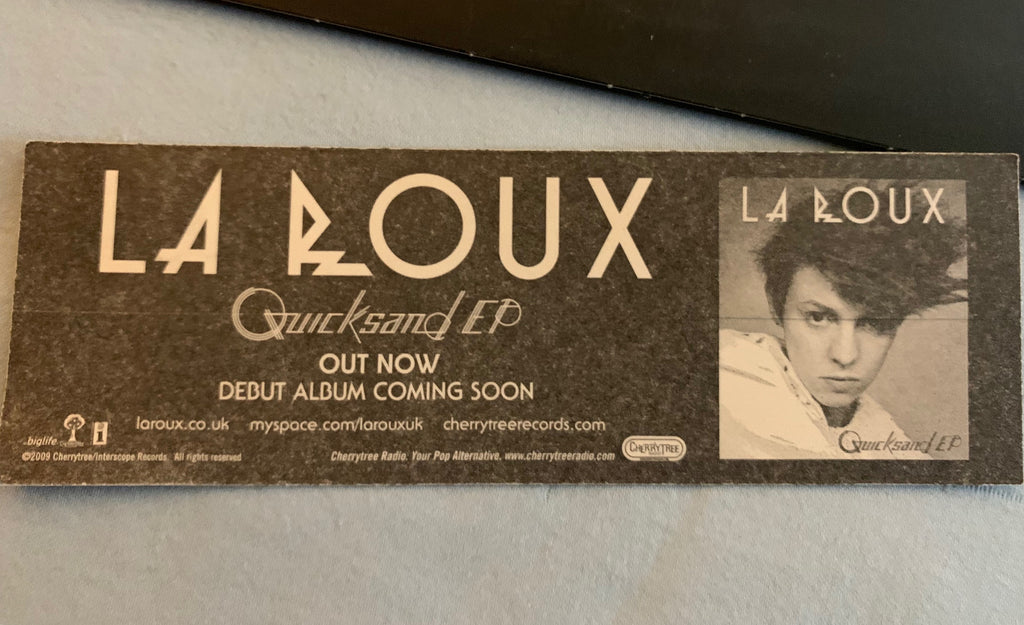 LA ROUX
Quicksand EP
OUT NOW
DEBUT ALBUM COMING SOON
laroux.co.uk myspace.com/larouxuk cherrytreerecords.com
biglife
©2009 Cherrytree/Interscope Records. All rights reserved
Cherrytree Radio. Your Pop Alternative. www.cherrytreeradio.com
CHERRYTREE
LA ROUX
Quicksand EP